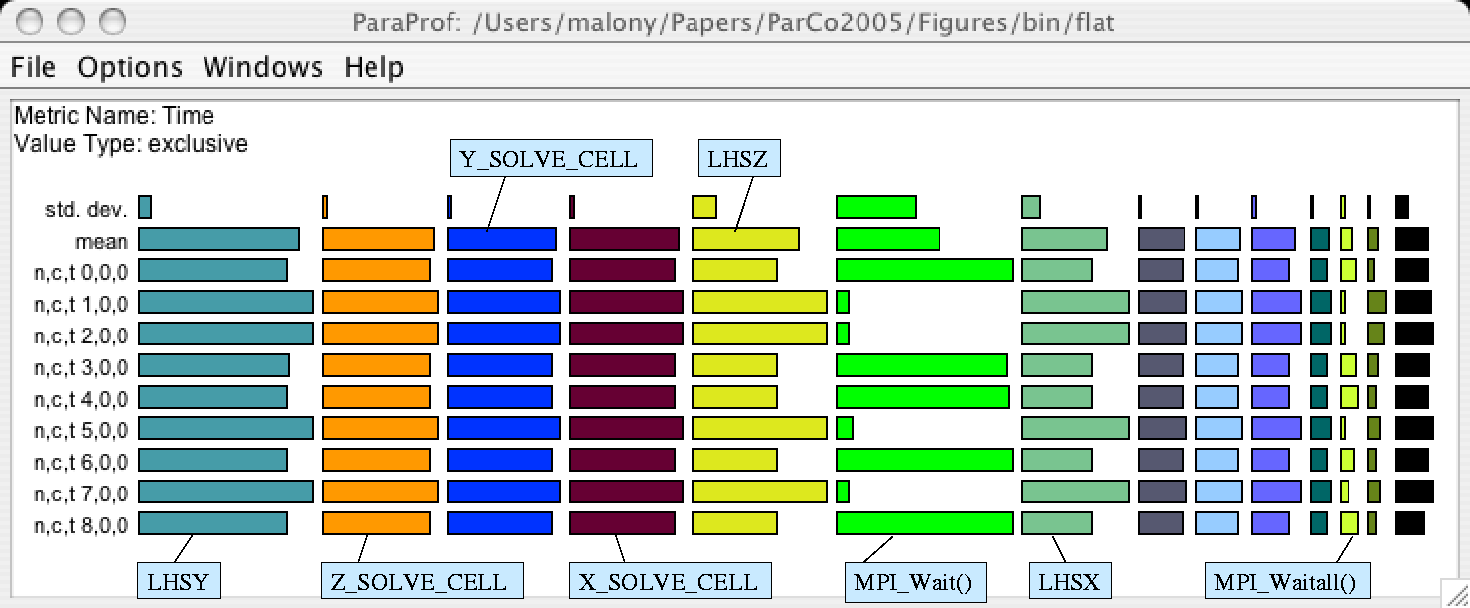 ParaProf: /Users/malony/Papers/ParCo2005/Figures/bin/flat
File Options Windows Help
Metric Name: Time
Value Type: exclusive
Y_SOLVE_CELL
LHSZ
std. dev.
mean
n,c,t 0,0,0
n,c,t 1,0,0
n,c,t 2,0,0
n,c,t 3,0,0
n,c,t 4,0,0
n,c,t 5,0,0
n,c,t 6,0,0
n,c,t 7,0,0
n,c,t 8,0,0
LHSY
Z_SOLVE_CELL
X_SOLVE_CELL
MPI_Wait()
LHSX
MPI_Waitall()